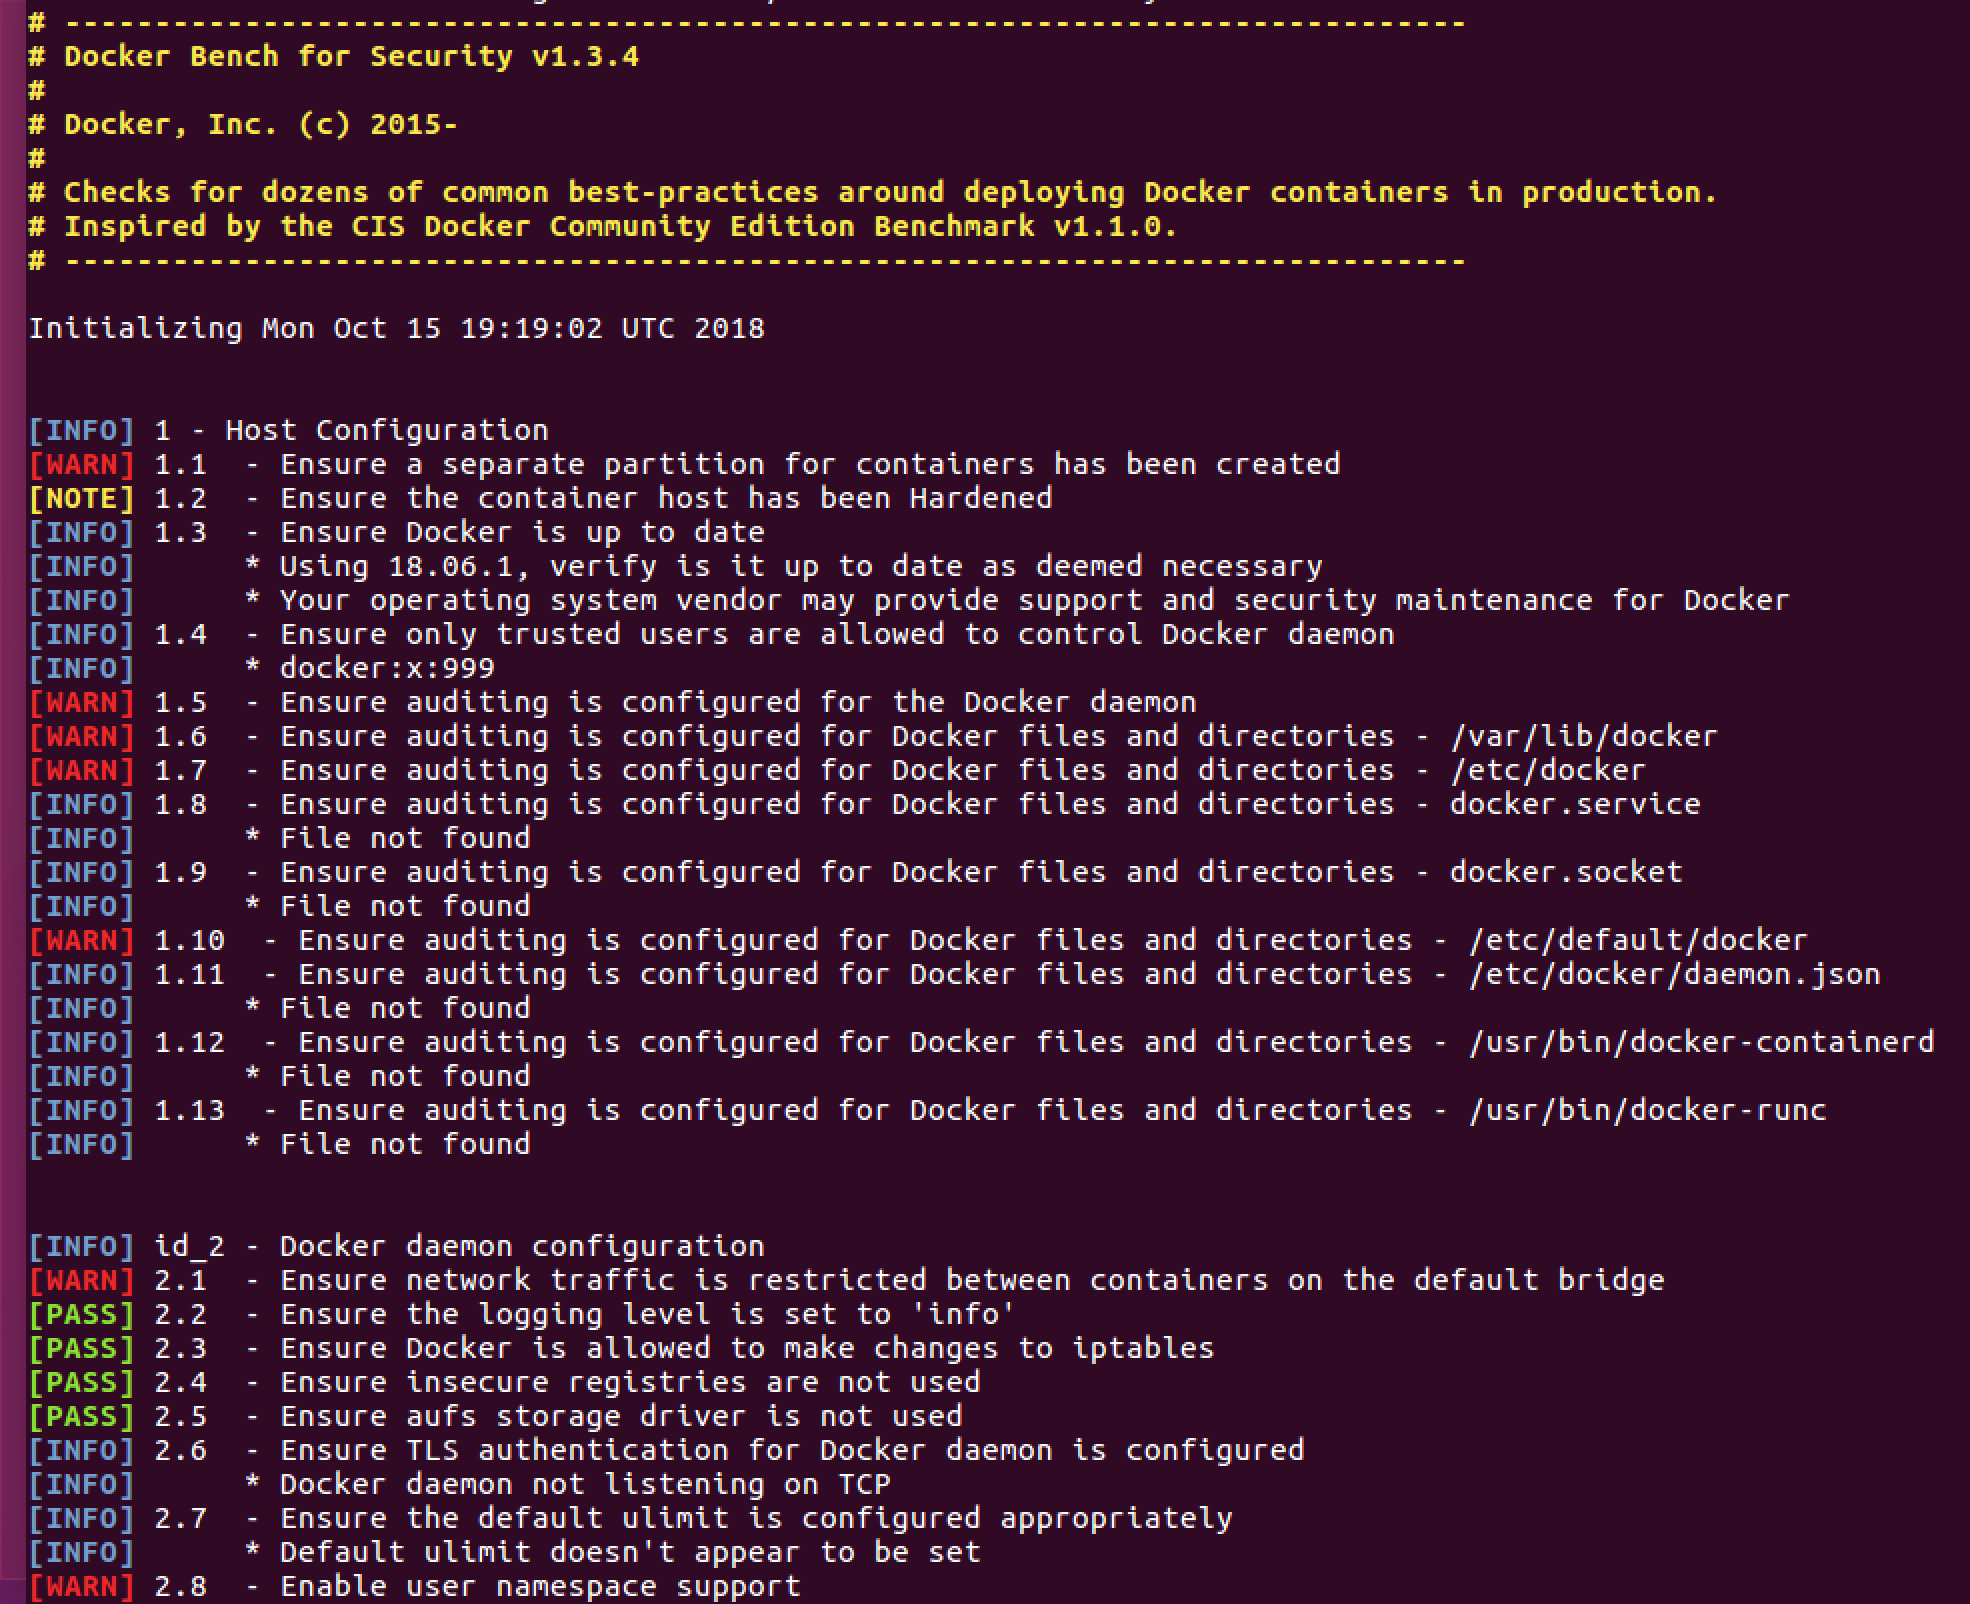 # ------------------------------------------------------------------------------
# Docker Bench for Security v1.3.4
#
# Docker, Inc. (c) 2015-
#
# Checks for dozens of common best-practices around deploying Docker containers in production.
# Inspired by the CIS Docker Community Edition Benchmark v1.1.0.
# ------------------------------------------------------------------------------
Initializing Mon Oct 15 19:19:02 UTC 2018
[INFO] 1 - Host Configuration
[WARN] 1.1  - Ensure a separate partition for containers has been created
[NOTE] 1.2  - Ensure the container host has been Hardened
[INFO] 1.3  - Ensure Docker is up to date
[INFO]      * Using 18.06.1, verify is it up to date as deemed necessary
[INFO]      * Your operating system vendor may provide support and security maintenance for Docker
[INFO] 1.4  - Ensure only trusted users are allowed to control Docker daemon
[INFO]      * docker:x:999
[WARN] 1.5  - Ensure auditing is configured for the Docker daemon
[WARN] 1.6  - Ensure auditing is configured for Docker files and directories - /var/lib/docker
[WARN] 1.7  - Ensure auditing is configured for Docker files and directories - /etc/docker
[INFO] 1.8  - Ensure auditing is configured for Docker files and directories - docker.service
[INFO]      * File not found
[INFO] 1.9  - Ensure auditing is configured for Docker files and directories - docker.socket
[INFO]      * File not found
[WARN] 1.10  - Ensure auditing is configured for Docker files and directories - /etc/default/docker
[INFO] 1.11  - Ensure auditing is configured for Docker files and directories - /etc/docker/daemon.json
[INFO]      * File not found
[INFO] 1.12  - Ensure auditing is configured for Docker files and directories - /usr/bin/docker-containerd
[INFO]      * File not found
[INFO] 1.13  - Ensure auditing is configured for Docker files and directories - /usr/bin/docker-runc
[INFO]      * File not found
[INFO] id_2 - Docker daemon configuration
[WARN] 2.1  - Ensure network traffic is restricted between containers on the default bridge
[PASS] 2.2  - Ensure the logging level is set to 'info'
[PASS] 2.3  - Ensure Docker is allowed to make changes to iptables
[PASS] 2.4  - Ensure insecure registries are not used
[PASS] 2.5  - Ensure aufs storage driver is not used
[INFO] 2.6  - Ensure TLS authentication for Docker daemon is configured
[INFO]      * Docker daemon not listening on TCP
[INFO] 2.7  - Ensure the default ulimit is configured appropriately
[INFO]      * Default ulimit doesn't appear to be set
[WARN] 2.8  - Enable user namespace support